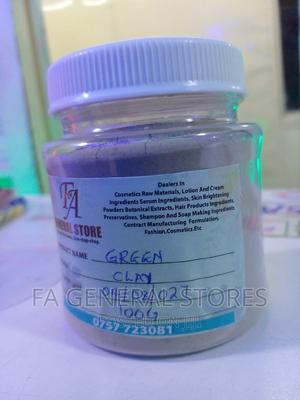 Dealers In
Cosmetics Raw Materials, Lotion And Cream
Ingredients Serum Ingredients, Skin Brightening
Powders Botanical Extracts, Hair Products Ingredients,
Preservatives, Shampoo And Soap Making Ingredients,
Contract Manufacturing Formulation,
Fashion.Cosmetics.Etc
FA
GENERAL STORE
NAME GREEN
CLAY
FA GENERAL STORES
100G
0757 723081